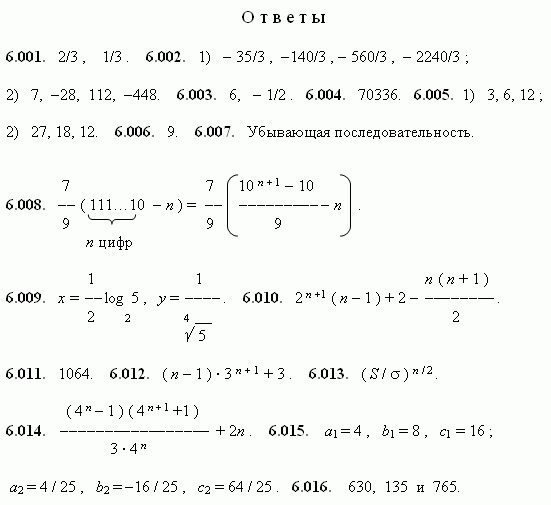 О т в е т ы
6.001. 2/3 , 1/3 . 6.002. 1) – 35/3 , –140/3 , – 560/3 , – 2240/3 ;
2) 7, –28, 112, –448. 6.003. 6, – 1/2 . 6.004. 70336. 6.005. 1) 3, 6, 12 ;
2) 27, 18, 12. 6.006. 9. 6.007. Убывающая последовательность.
7 7 10 n + 1 – 10
6.008. –– ( 111…10 – n ) = –– ( –––––––––– – n ) .
9 9 9
n цифр
1 1
6.009. x = –– log 5 , y = –––– . 6.010. 2 n +1 ( n – 1 ) + 2 – –––––––– .
n ( n + 1 )
2 2 4 √ 5 2
6.011. 1064. 6.012. ( n – 1 ) · 3 n + 1 + 3 . 6.013. ( S / σ ) n / 2 .
( 4 n – 1 ) ( 4 n + 1 +1 )
6.014. ––––––––––––––––– + 2n . 6.015. a1 = 4 , b1 = 8 , c1 = 16 ;
3 · 4 n
a2 = 4 / 25 , b2 = –16 / 25 , c2 = 64 / 25 . 6.016. 630, 135 и 765.